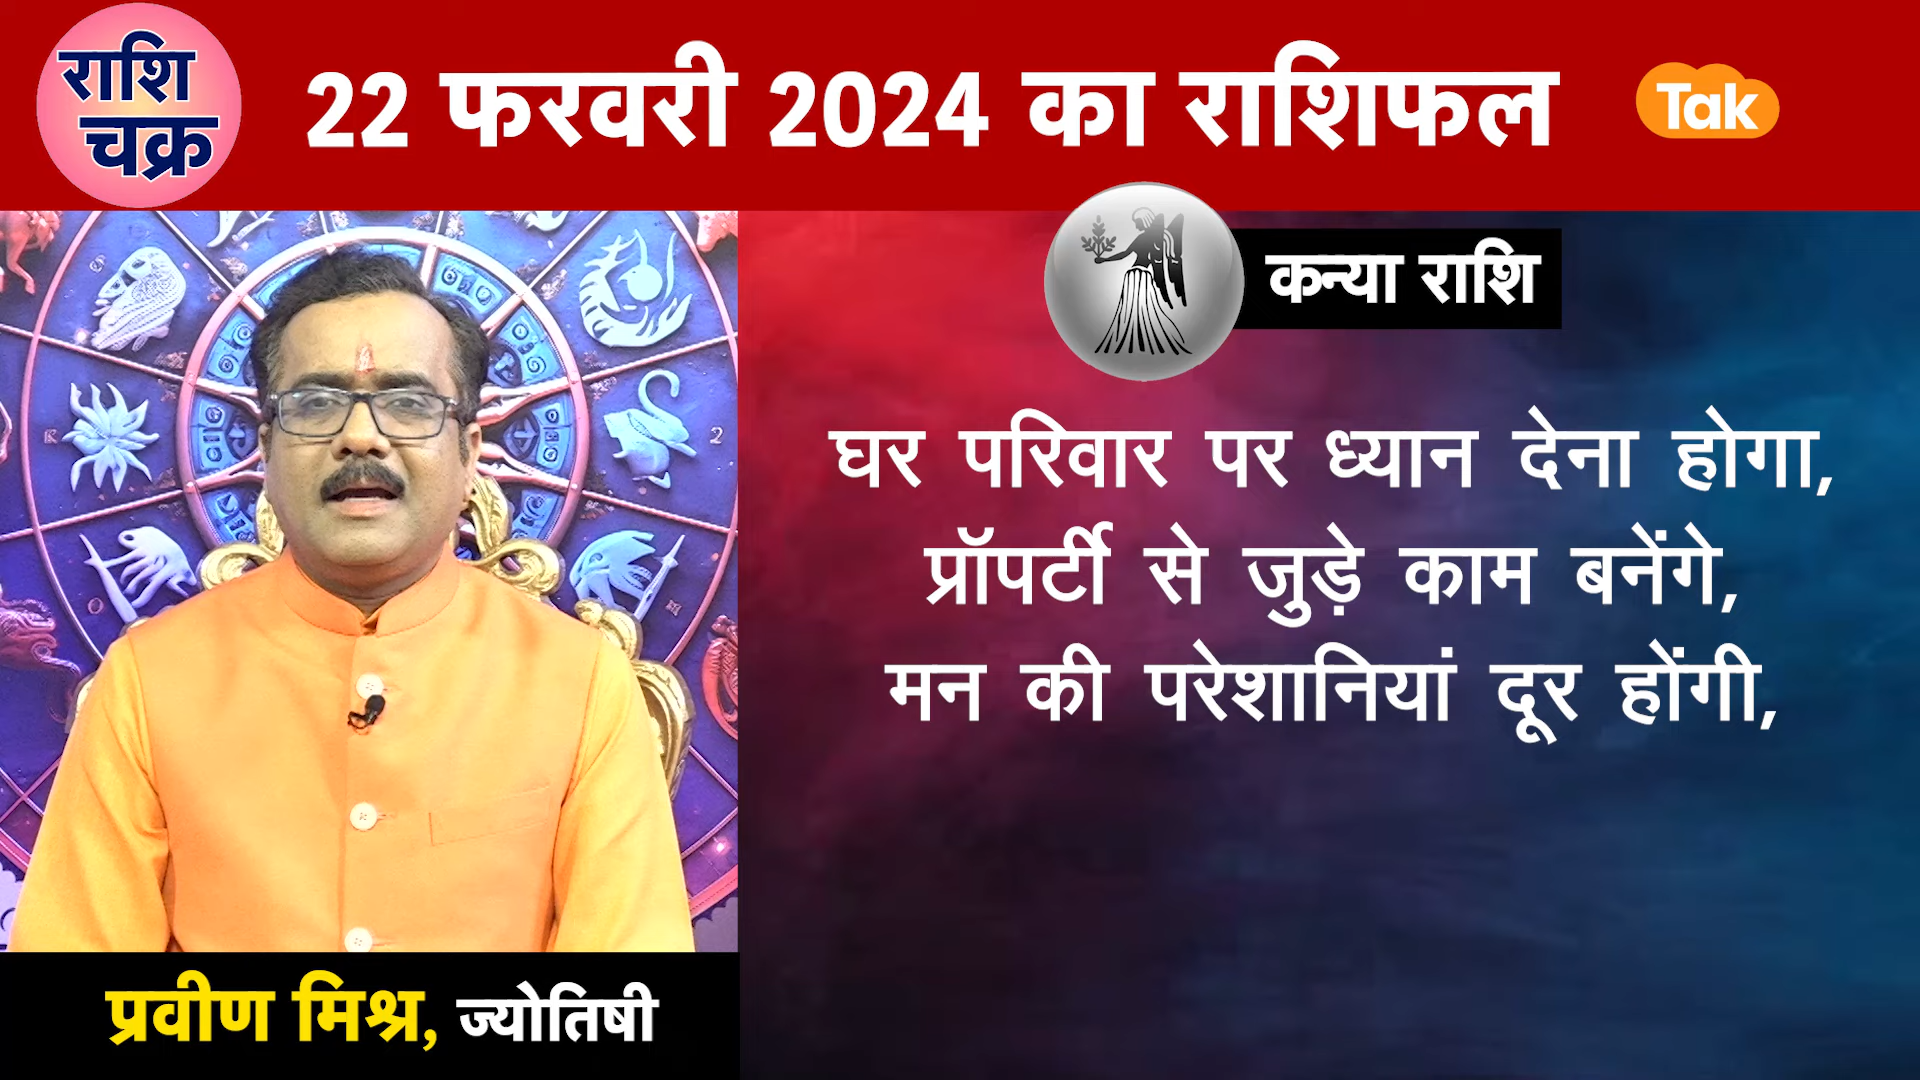 राशि
चक्र
22 फरवरी 2024 का राशिफल
Tak
कन्या राशि
घर परिवार पर ध्यान देना होगा,
प्रॉपर्टी से जुड़े काम बनेंगे,
मन की परेशानियां दूर होंगी,
प्रवीण मिश्र, ज्योतिषी